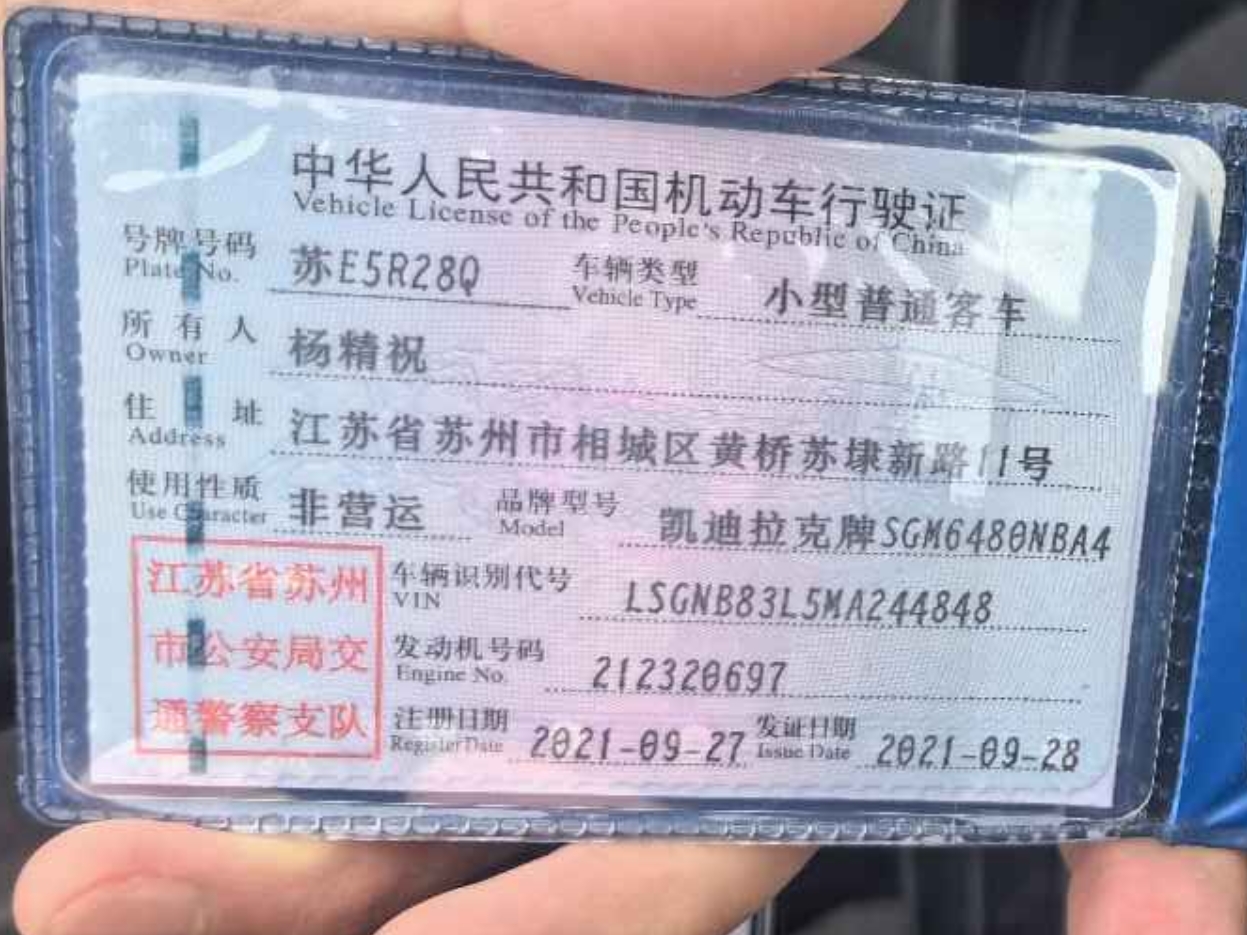 中华人民共和国机动车行驶证
Vehicle License of the People's Republic of China
号牌号码 苏E5R28Q 车辆类型 小型普通客车
Plate No. Vehicle Type
所有人 杨精祝
Owner
住址 江苏省苏州市相城区黄桥苏埭新路11号
Address
使用性质 非营运 品牌型号 凯迪拉克牌SGM6480NBA4
Use Character Model
江苏省苏州
市公安局交
通警察支队
车辆识别代号 LSGNB83L5MA244848
VIN
发动机号码 212320697
Engine No.
注册日期 2021-09-27 发证日期 2021-09-28
Register Date Issue Date